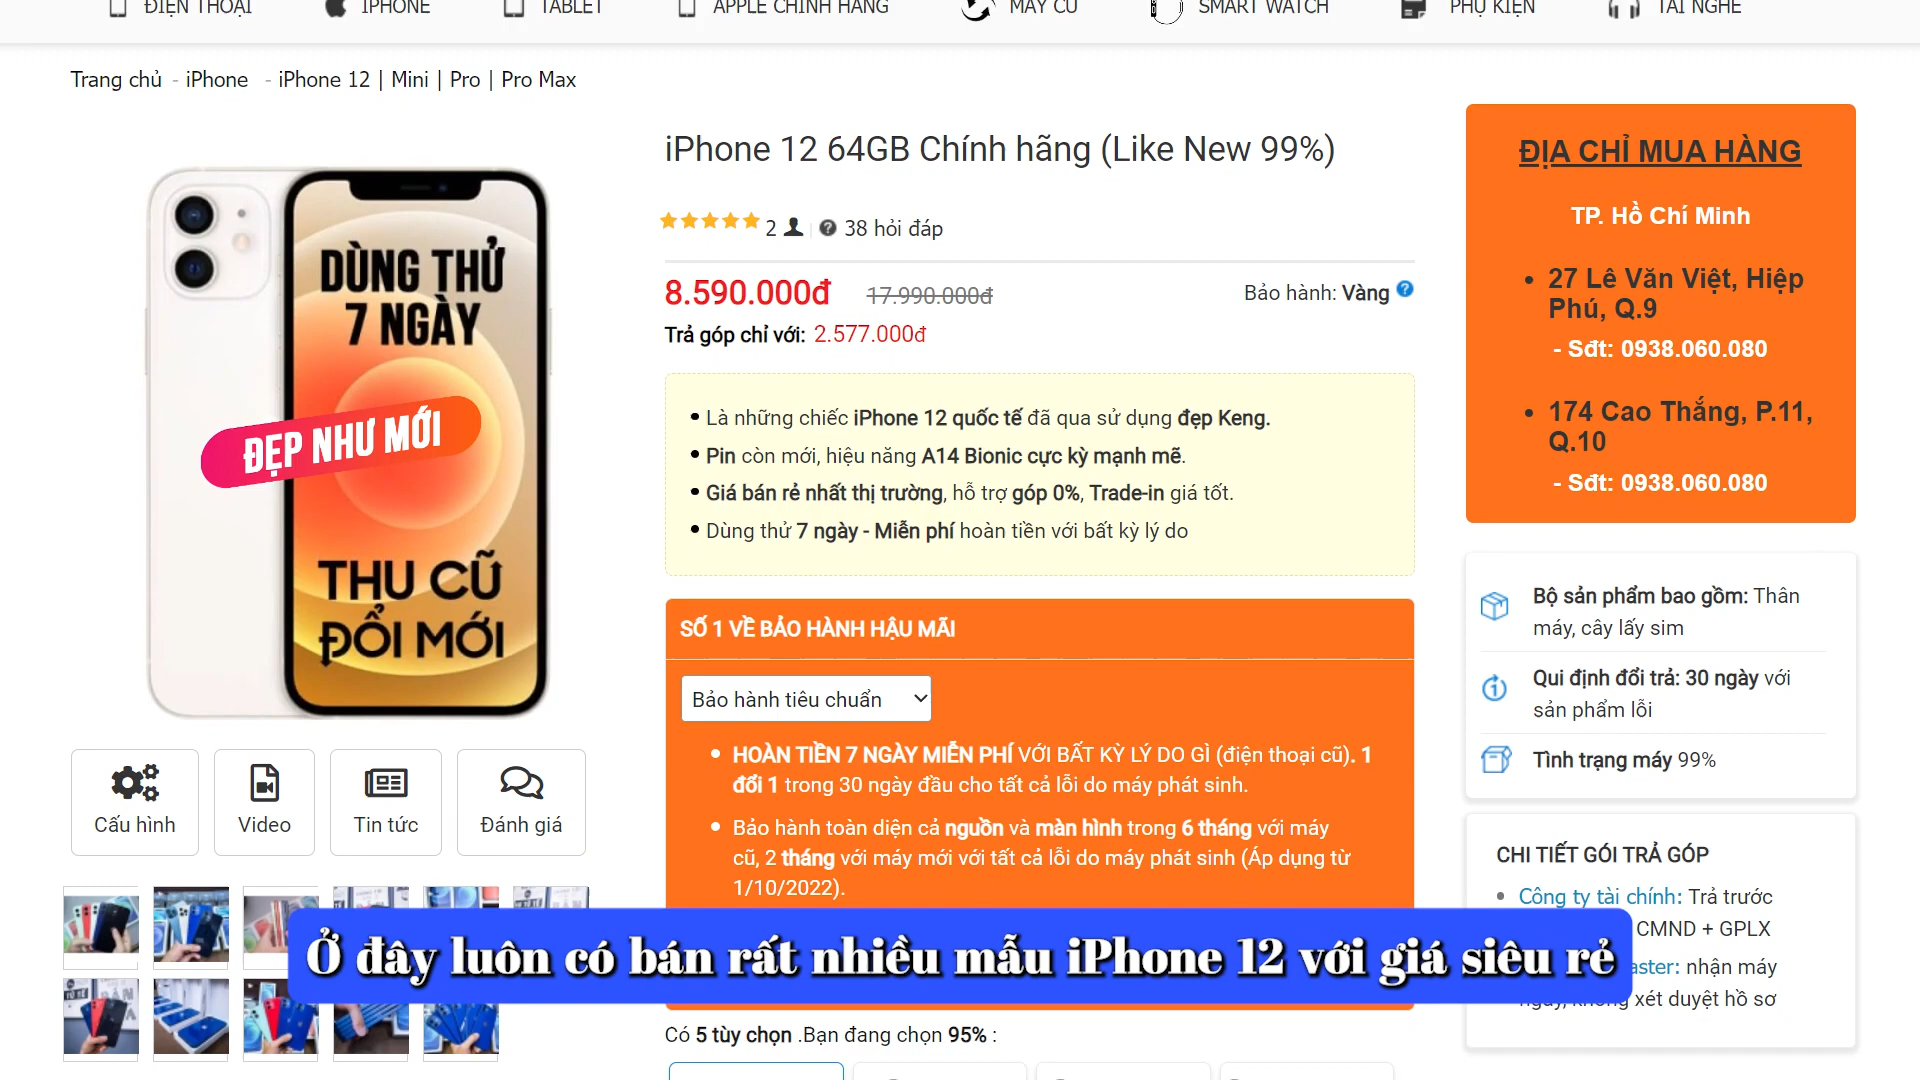 ĐIỆN THOẠI
IPHONE
TABLET
APPLE CHÍNH HÃNG
MÁY CŨ
SMART WATCH
PHỤ KIỆN
TAI NGHE
Trang chủ - iPhone - iPhone 12 | Mini | Pro | Pro Max
DÙNG THỬ
7 NGÀY
ĐẸP NHƯ MỚI
THU CŨ
ĐỔI MỚI
Cấu hình
Video
Tin tức
Đánh giá
iPhone 12 64GB Chính hãng (Like New 99%)
2 38 hỏi đáp
8.590.000đ 17.990.000đ Bảo hành: Vàng
Trả góp chỉ với: 2.577.000đ
Là những chiếc iPhone 12 quốc tế đã qua sử dụng đẹp Keng.
Pin còn mới, hiệu năng A14 Bionic cực kỳ mạnh mẽ.
Giá bán rẻ nhất thị trường, hỗ trợ góp 0%, Trade-in giá tốt.
Dùng thử 7 ngày - Miễn phí hoàn tiền với bất kỳ lý do
SỐ 1 VỀ BẢO HÀNH HẬU MÃI
Bảo hành tiêu chuẩn
HOÀN TIỀN 7 NGÀY MIỄN PHÍ VỚI BẤT KỲ LÝ DO GÌ (điện thoại cũ). 1
đổi 1 trong 30 ngày đầu cho tất cả lỗi do máy phát sinh.
Bảo hành toàn diện cả nguồn và màn hình trong 6 tháng với máy
cũ, 2 tháng với máy mới với tất cả lỗi do máy phát sinh (Áp dụng từ
1/10/2022).
Ở đây luôn có bán rất nhiều mẫu iPhone 12 với giá siêu rẻ
Có 5 tùy chọn .Bạn đang chọn 95% :
ĐỊA CHỈ MUA HÀNG
TP. Hồ Chí Minh
27 Lê Văn Việt, Hiệp
Phú, Q.9
- Sđt: 0938.060.080
174 Cao Thắng, P.11,
Q.10
- Sđt: 0938.060.080
Bộ sản phẩm bao gồm: Thân
máy, cây lấy sim
Qui định đổi trả: 30 ngày với
sản phẩm lỗi
Tình trạng máy 99%
CHI TIẾT GÓI TRẢ GÓP
Công ty tài chính: Trả trước
CMND + GPLX
aster: nhận máy
xét duyệt hồ sơ